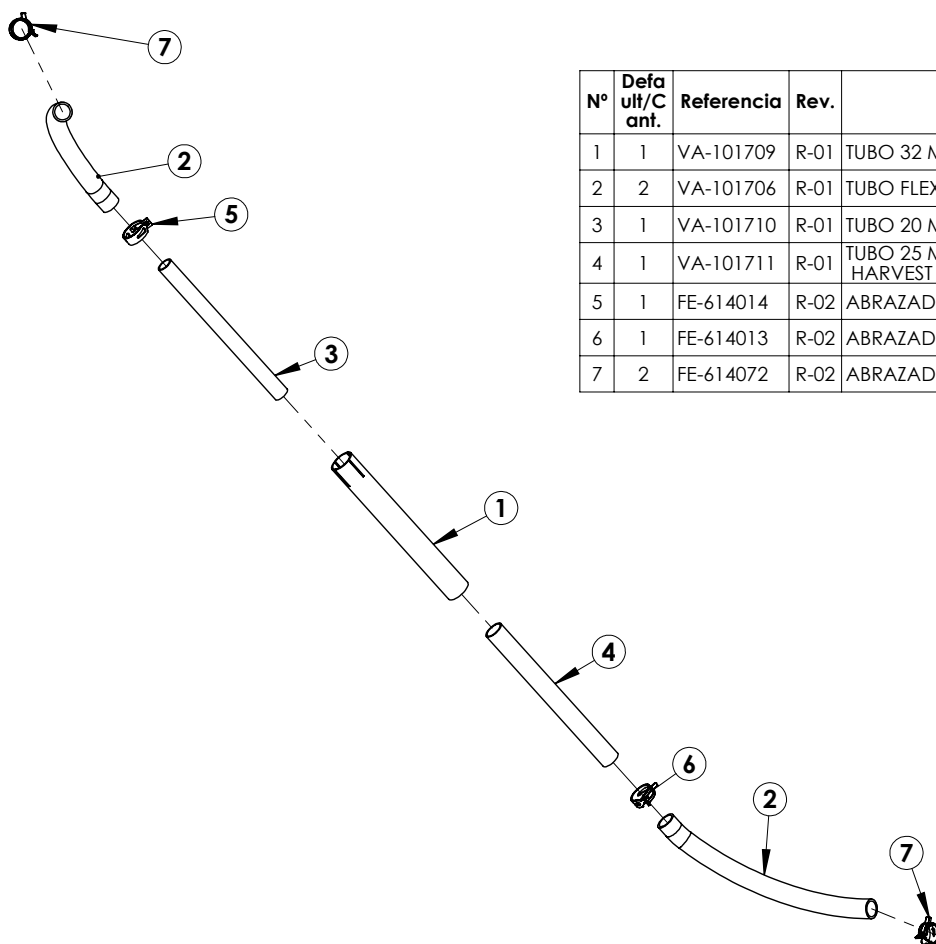 7
2
5
3
1
4
6
2
7
Nº Defa ult/C ant. Referencia Rev.
1 1 VA-101709 R-01 TUBO 32 M
2 2 VA-101706 R-01 TUBO FLEX
3 1 VA-101710 R-01 TUBO 20 M
4 1 VA-101711 R-01 TUBO 25 M
HARVEST
5 1 FE-614014 R-02 ABRAZAD
6 1 FE-614013 R-02 ABRAZAD
7 2 FE-614072 R-02 ABRAZAD